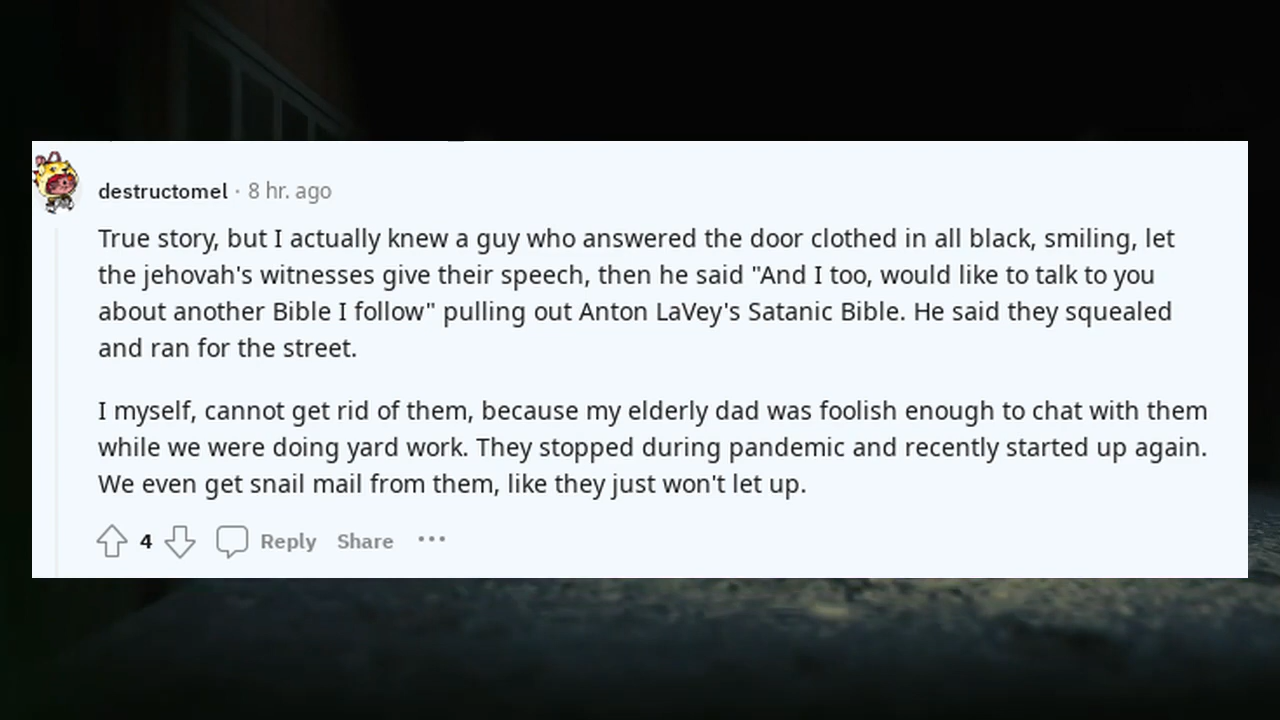 destructomel · 8 hr. ago
True story, but I actually knew a guy who answered the door clothed in all black, smiling, let
the jehovah's witnesses give their speech, then he said "And I too, would like to talk to you
about another Bible I follow" pulling out Anton LaVey's Satanic Bible. He said they squealed
and ran for the street.
I myself, cannot get rid of them, because my elderly dad was foolish enough to chat with them
while we were doing yard work. They stopped during pandemic and recently started up again.
We even get snail mail from them, like they just won't let up.
4 Reply Share ···